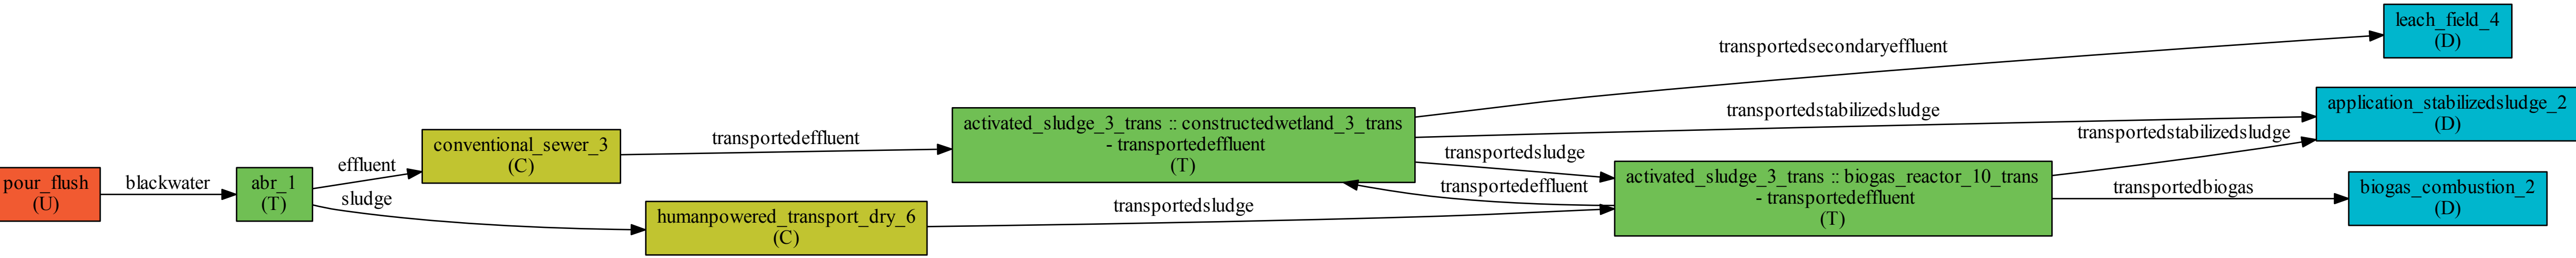 pour_flush
(U)
blackwater
abr_1
(T)
effluent
sludge
conventional_sewer_3
(C)
humanpowered_transport_dry_6
(C)
transportedeffluent
transportedsludge
activated_sludge_3_trans :: constructedwetland_3_trans
- transportedeffluent
(T)
transportedsludge
transportedeffluent
activated_sludge_3_trans :: biogas_reactor_10_trans
- transportedeffluent
(T)
transportedsecondaryeffluent
transportedstabilizedsludge
transportedstabilizedsludge
transportedbiogas
leach_field_4
(D)
application_stabilizedsludge_2
(D)
biogas_combustion_2
(D)